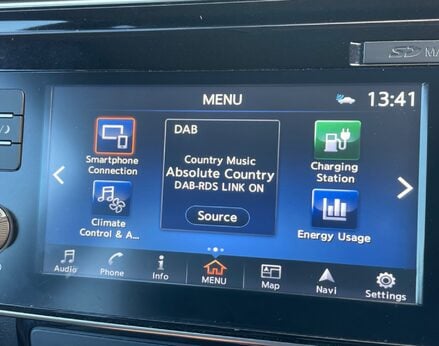 MENU
13:41
DAB
Country Music
Absolute Country
DAB-RDS LINK ON
Source
Smartphone
Connection
Climate
Control & A...
Charging
Station
Energy Usage
Audio
Phone
Info
MENU
Map
Navi
Settings